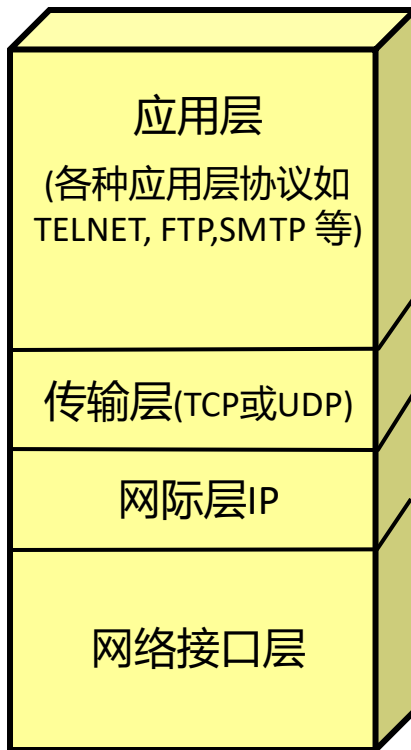 应用层
(各种应用层协议如
TELNET, FTP,SMTP 等)
传输层(TCP或UDP)
网际层IP
网络接口层